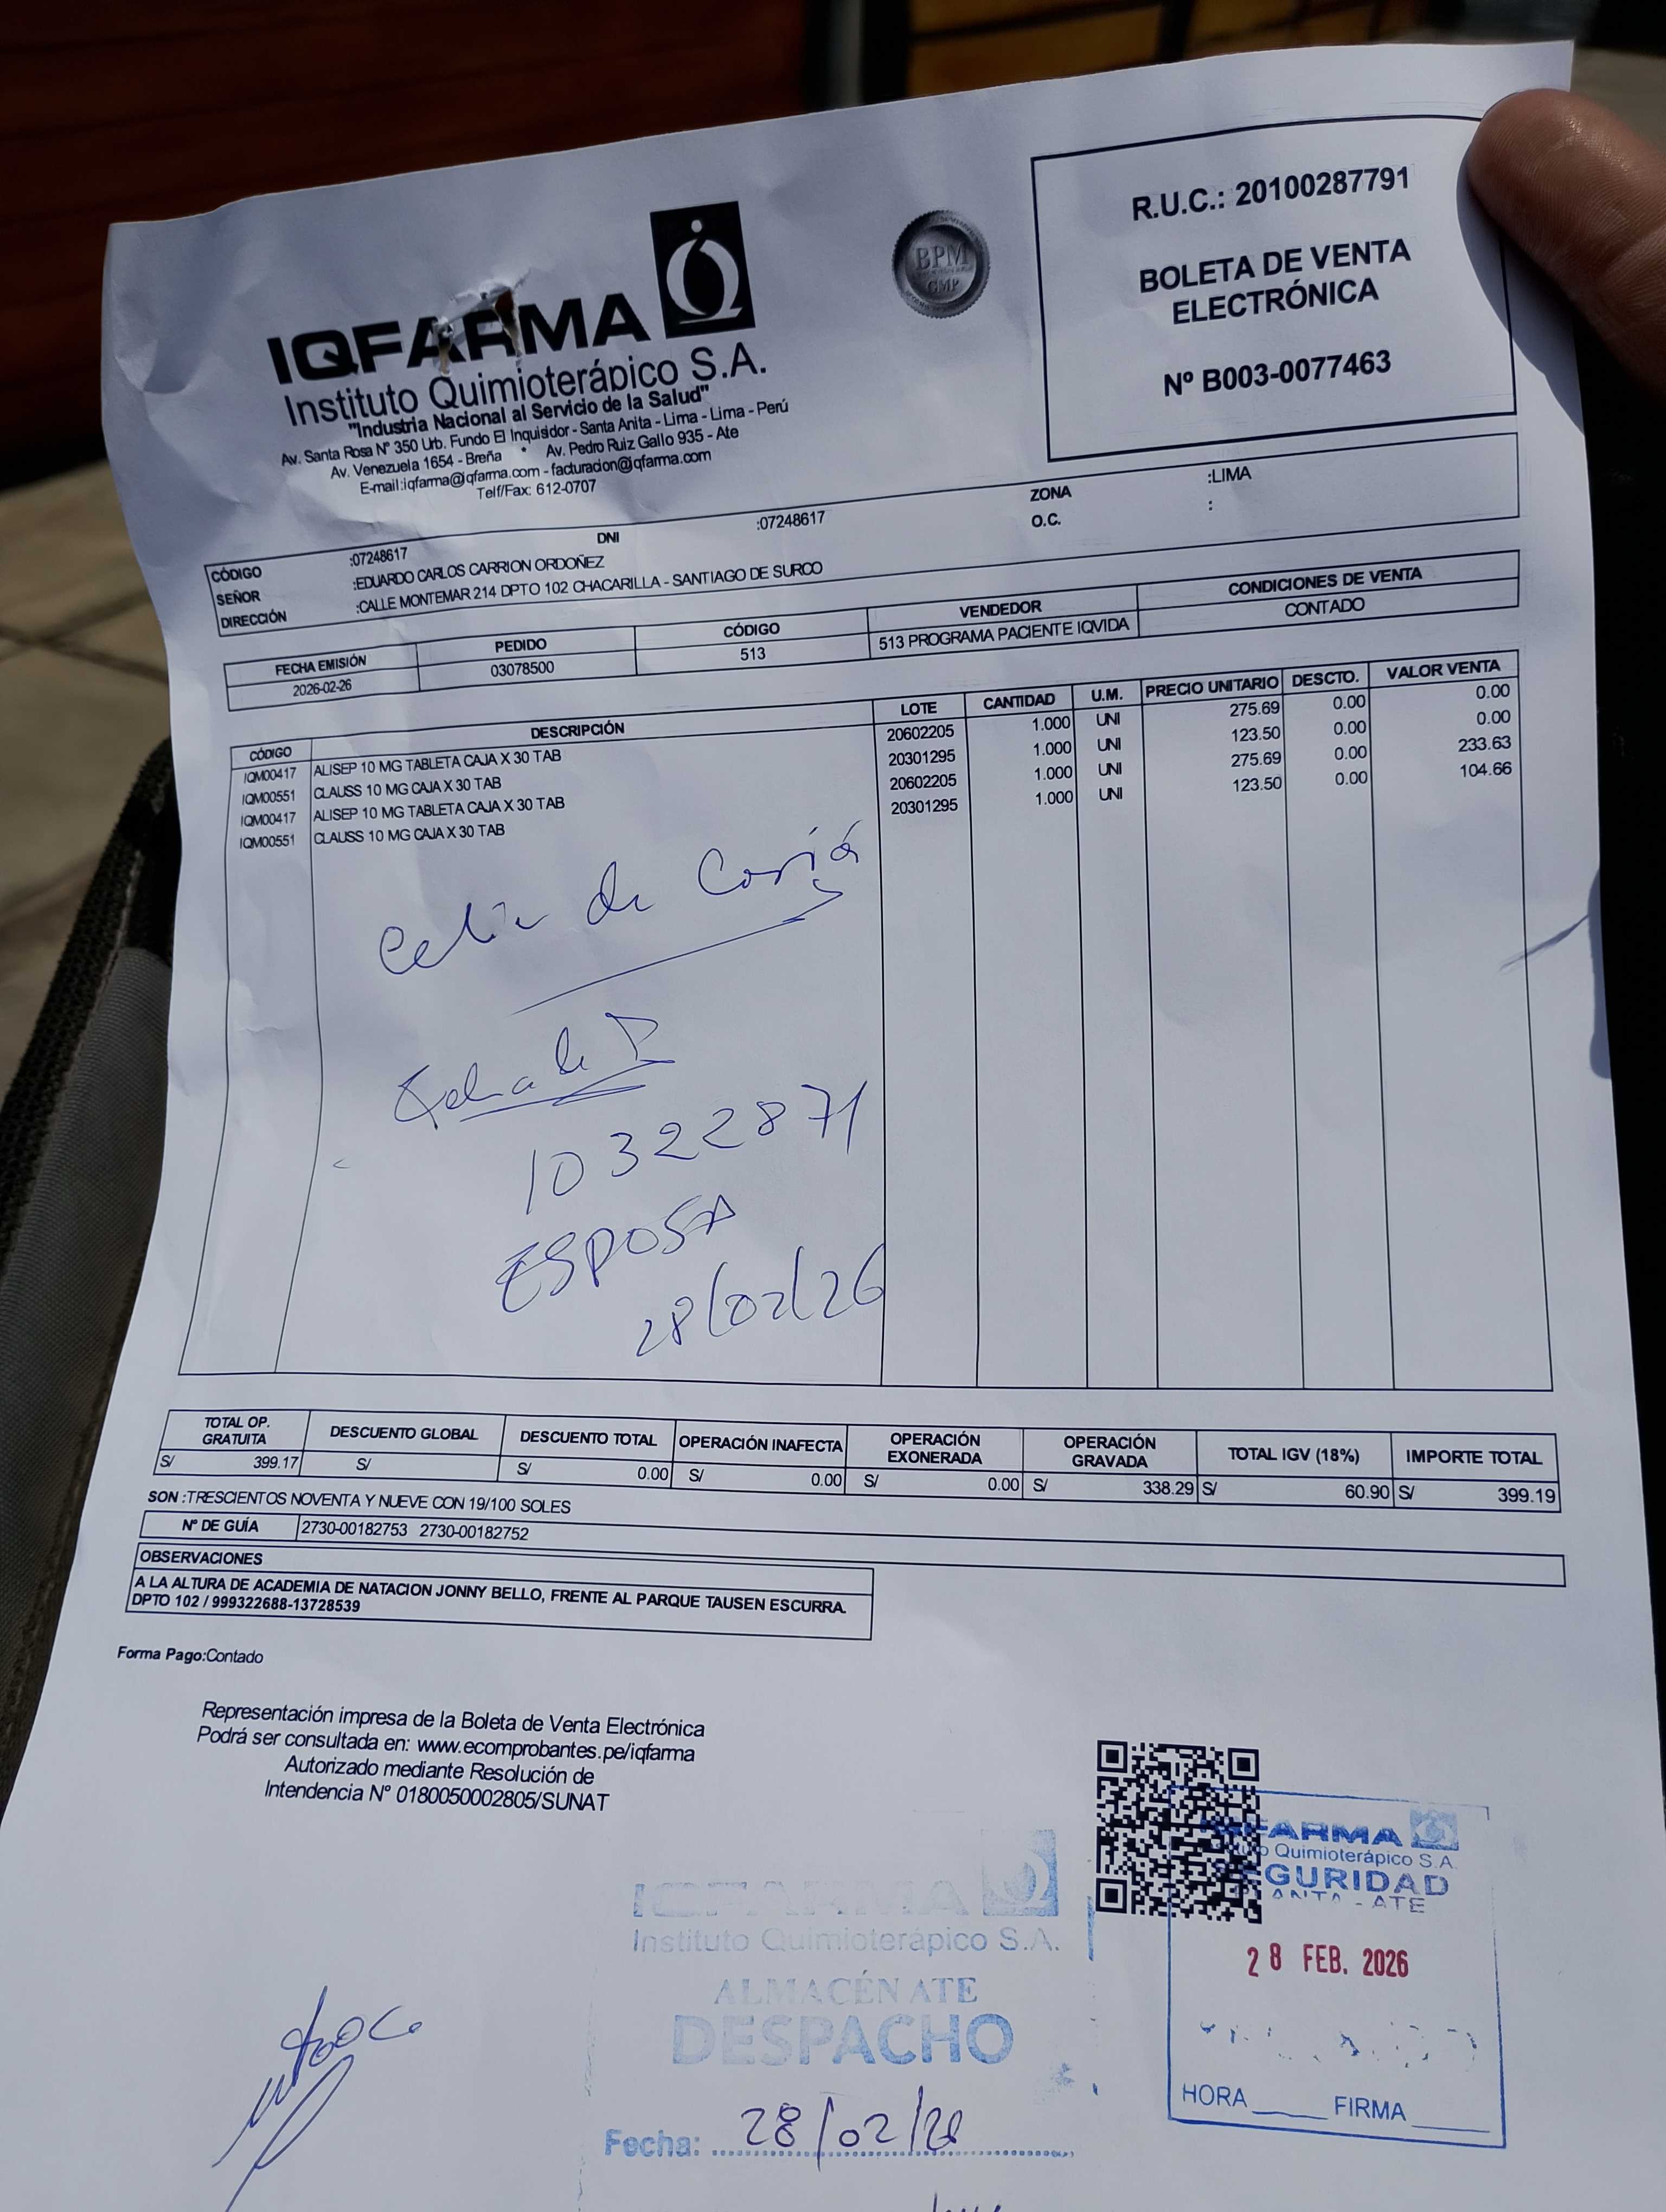 IQFARMA
Instituto Quimioterápico S.A.
"Industria Nacional al Servicio de la Salud"
Av. Santa Rosa Nº 350 Urb. Fundo El Inquisidor - Santa Anita - Lima - Lima - Perú
Av. Venezuela 1654 - Breña • Av. Pedro Ruiz Gallo 935 - Ate
E-mail:iqfarma@iqfarma.com - facturacion@iqfarma.com
Telf/Fax: 612-0707
BPM
GMP
R.U.C.: 20100287791
BOLETA DE VENTA
ELECTRÓNICA
Nº B003-0077463
CÓDIGO :07248617 DNI :07248617 ZONA :LIMA
SEÑOR :EDUARDO CARLOS CARRION ORDOÑEZ O.C. :
DIRECCIÓN :CALLE MONTEMAR 214 DPTO 102 CHACARILLA - SANTIAGO DE SURCO
FECHA EMISIÓN PEDIDO CÓDIGO VENDEDOR CONDICIONES DE VENTA
2026-02-26 03078500 513 513 PROGRAMA PACIENTE IQVIDA CONTADO
CÓDIGO DESCRIPCIÓN LOTE CANTIDAD U.M. PRECIO UNITARIO DESCTO. VALOR VENTA
IQM00417 ALISEP 10 MG TABLETA CAJA X 30 TAB 20602205 1.000 UNI 275.69 0.00 0.00
IQM00551 CLAUSS 10 MG CAJA X 30 TAB 20301295 1.000 UNI 123.50 0.00 0.00
IQM00417 ALISEP 10 MG TABLETA CAJA X 30 TAB 20602205 1.000 UNI 275.69 0.00 233.63
IQM00551 CLAUSS 10 MG CAJA X 30 TAB 20301295 1.000 UNI 123.50 0.00 104.66
de
10322871
ESPOSA
28/02/26
TOTAL OP. GRATUITA DESCUENTO GLOBAL DESCUENTO TOTAL OPERACIÓN INAFECTA OPERACIÓN EXONERADA OPERACIÓN GRAVADA TOTAL IGV (18%) IMPORTE TOTAL
S/ 399.17 S/ S/ 0.00 S/ 0.00 S/ 0.00 S/ 338.29 S/ 60.90 S/ 399.19
SON :TRESCIENTOS NOVENTA Y NUEVE CON 19/100 SOLES
Nº DE GUÍA 2730-00182753 2730-00182752
OBSERVACIONES
A LA ALTURA DE ACADEMIA DE NATACION JONNY BELLO, FRENTE AL PARQUE TAUSEN ESCURRA.
DPTO 102 / 999322688-13728539
Forma Pago:Contado
Representación impresa de la Boleta de Venta Electrónica
Podrá ser consultada en: www.ecomprobantes.pe/iqfarma
Autorizado mediante Resolución de
Intendencia Nº 0180050002805/SUNAT
IQFARMA
Instituto Quimioterápico S.A.
ALMACÉN ATE
DESPACHO
Fecha: 28/02/26
IQFARMA
Instituto Quimioterápico S.A.
SEGURIDAD
PLANTA - ATE
28 FEB. 2026
HORA FIRMA